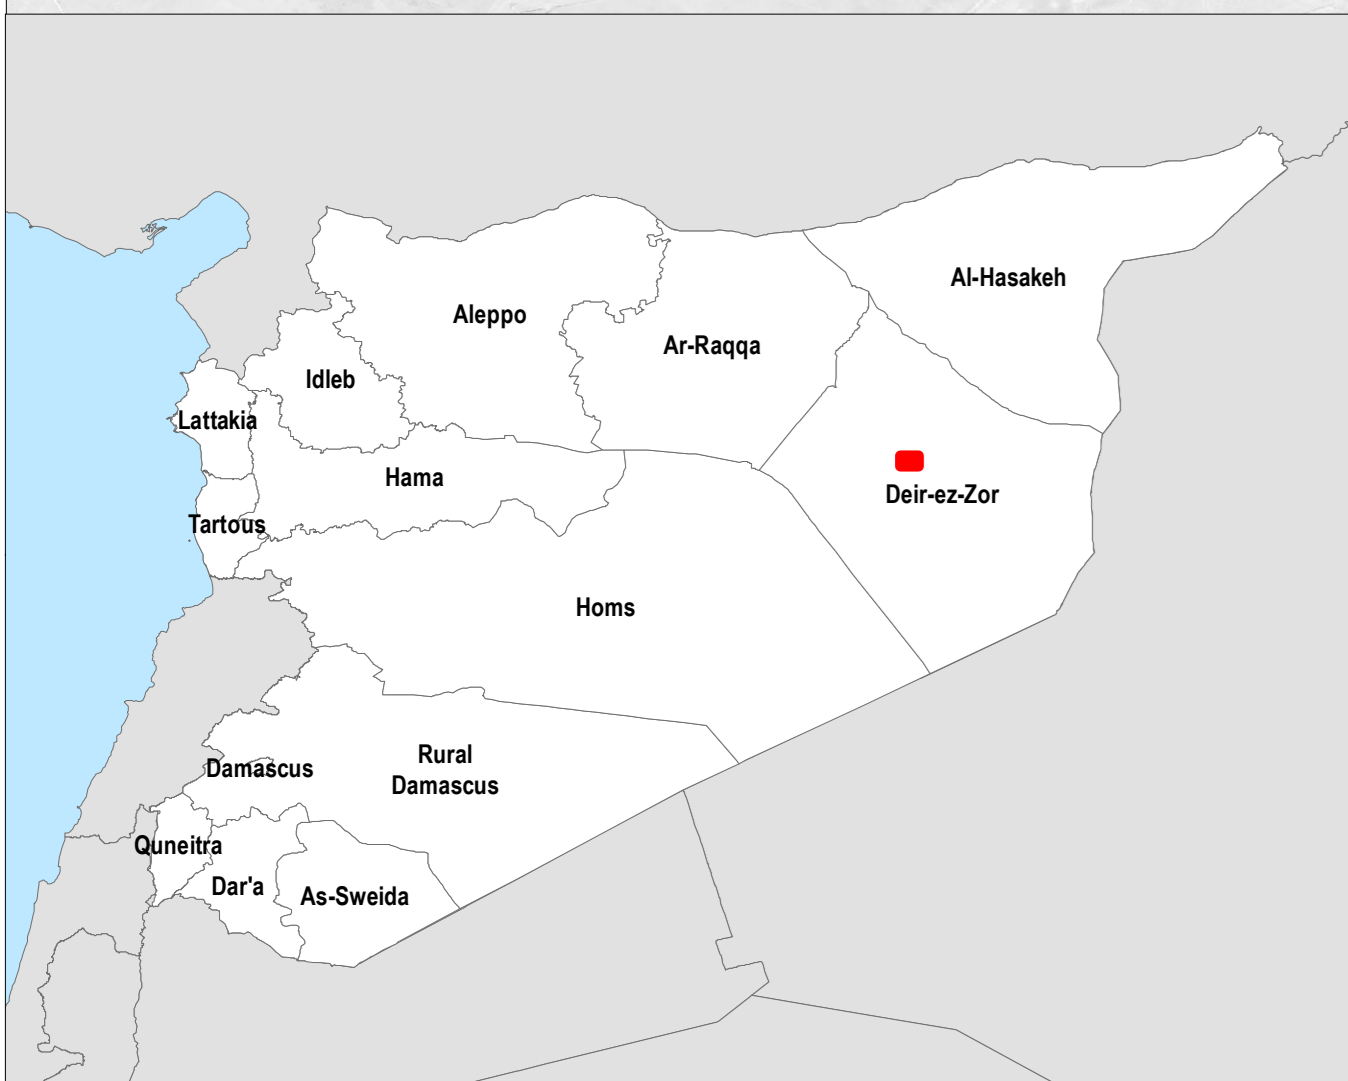 Al-Hasakeh
Aleppo
Ar-Raqqa
Idleb
Lattakia
Hama
Deir-ez-Zor
Tartous
Homs
Rural
Damascus
Damascus
Quneitra
Dar'a
As-Sweida